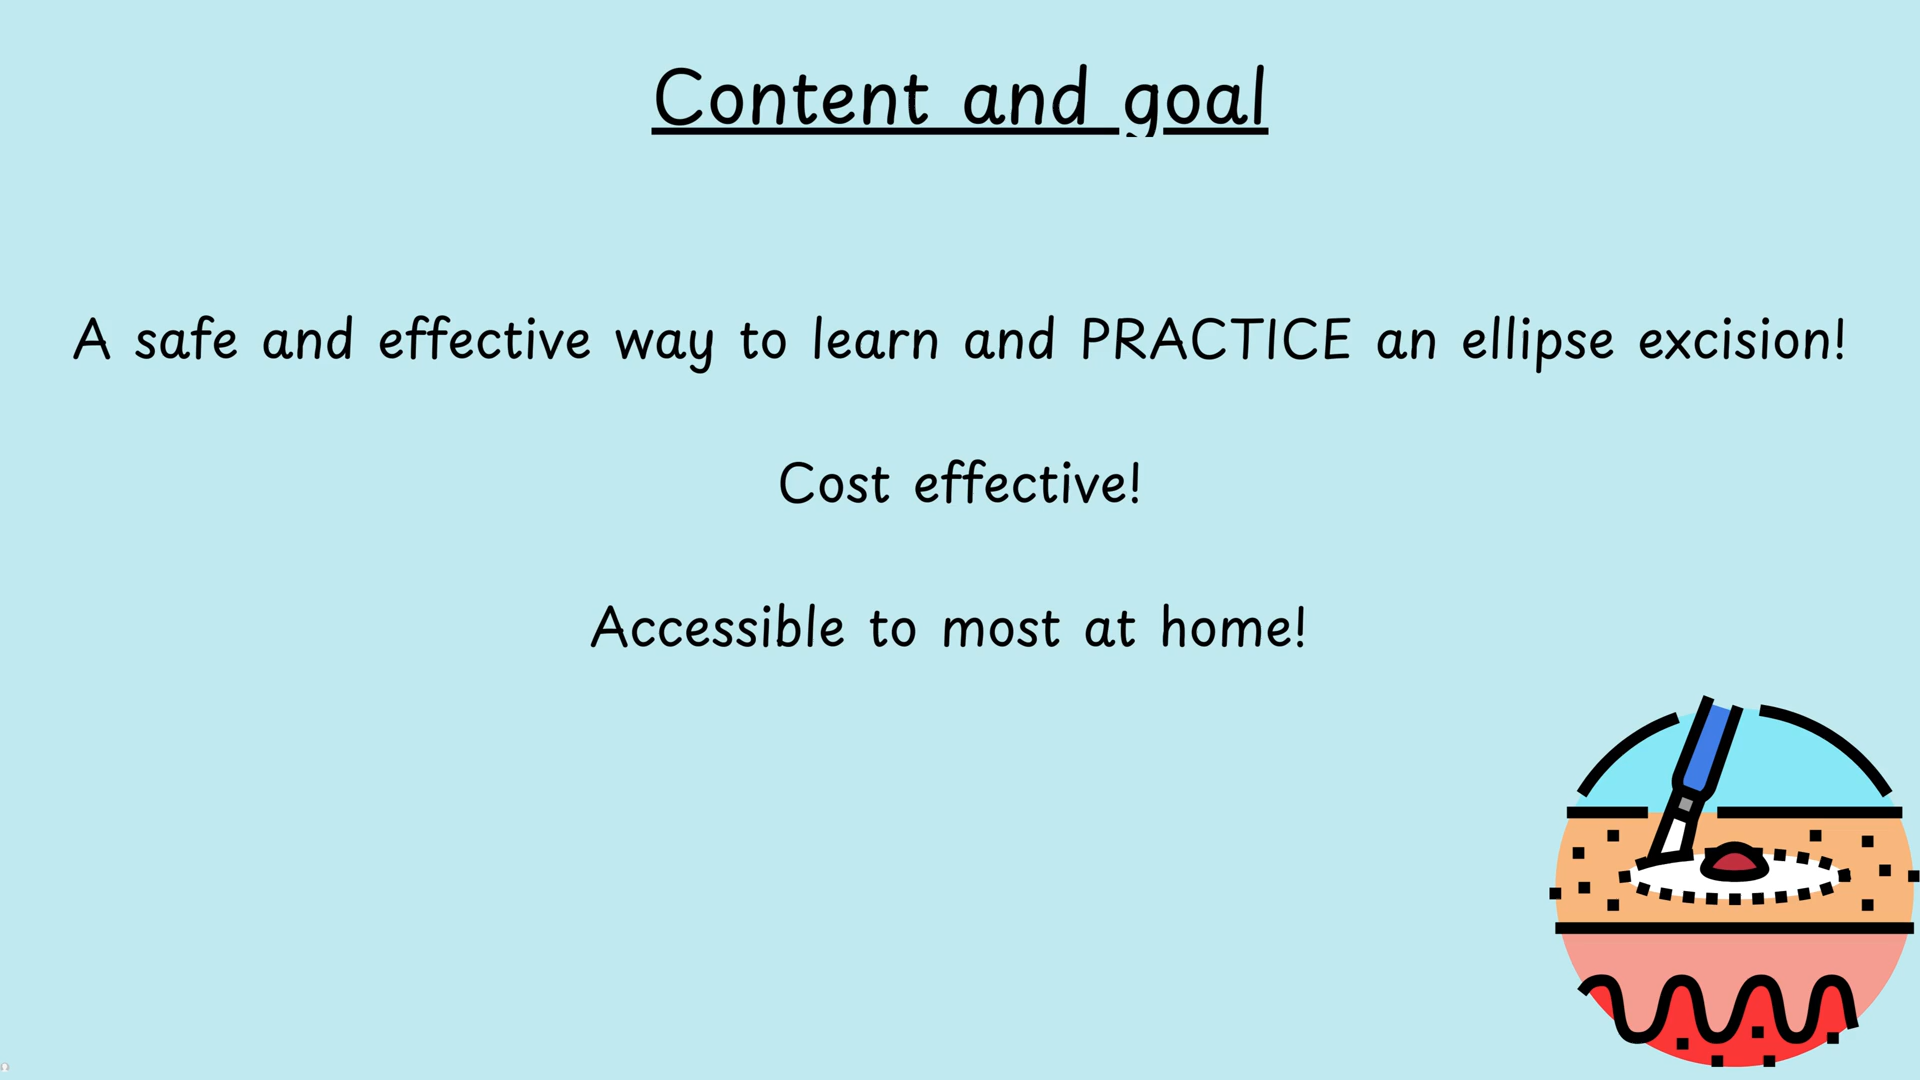 Content and goal
A safe and effective way to learn and PRACTICE an ellipse excision!
Cost effective!
Accessible to most at home!